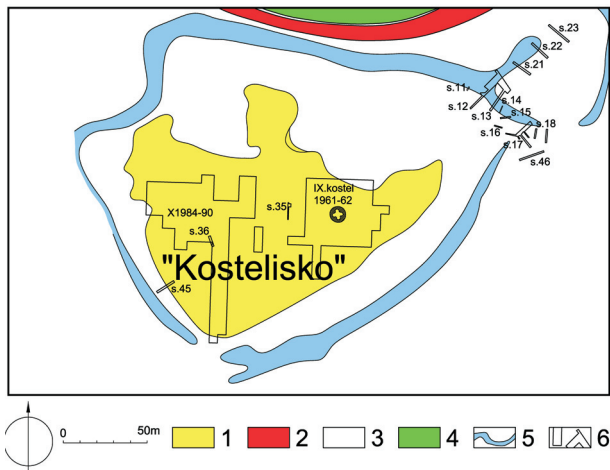 s.23
s.22
s.21
s.11
s.12
s.14
s.13
s.15
s.18
s.16
s.17
s.46
IX.kostel
1961-62
s.35
X1984-90
s.36
"Kostelisko"
s.45
0 50m
1 2 3 4 5 6